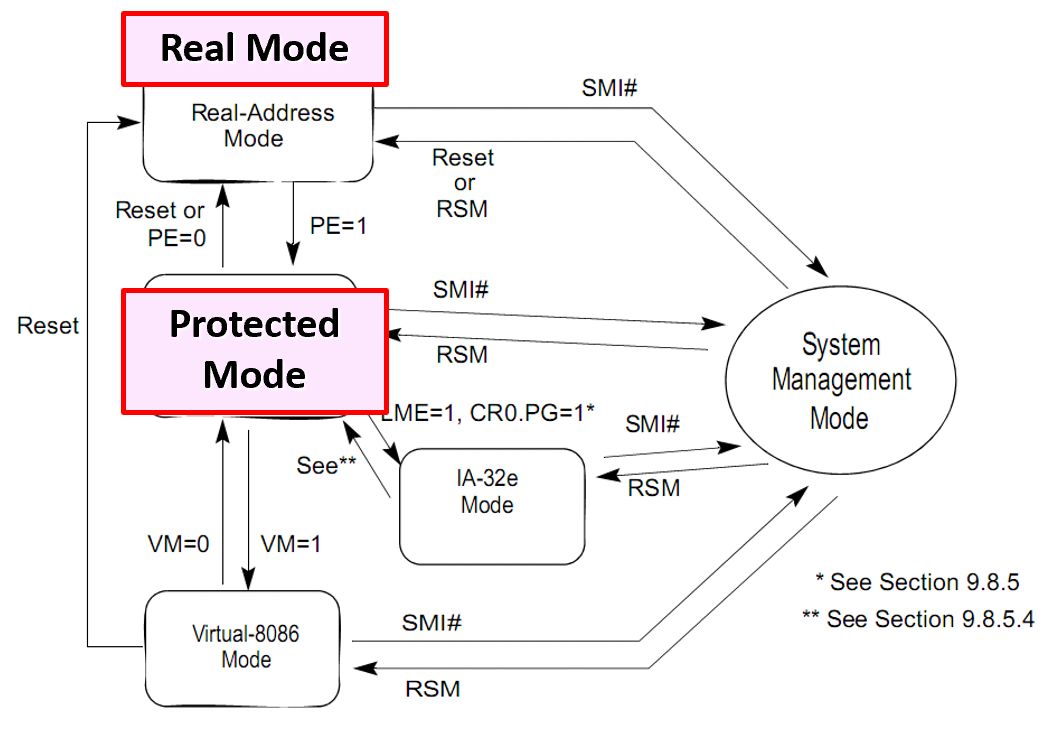 Real Mode
Real-Address
Mode
SMI#
Reset
or
RSM
Reset or
PE=0
PE=1
Reset
Protected
Mode
SMI#
RSM
System
Management
Mode
LME=1, CR0.PG=1*
See**
IA-32e
Mode
SMI#
RSM
VM=0
VM=1
Virtual-8086
Mode
SMI#
RSM
* See Section 9.8.5
** See Section 9.8.5.4